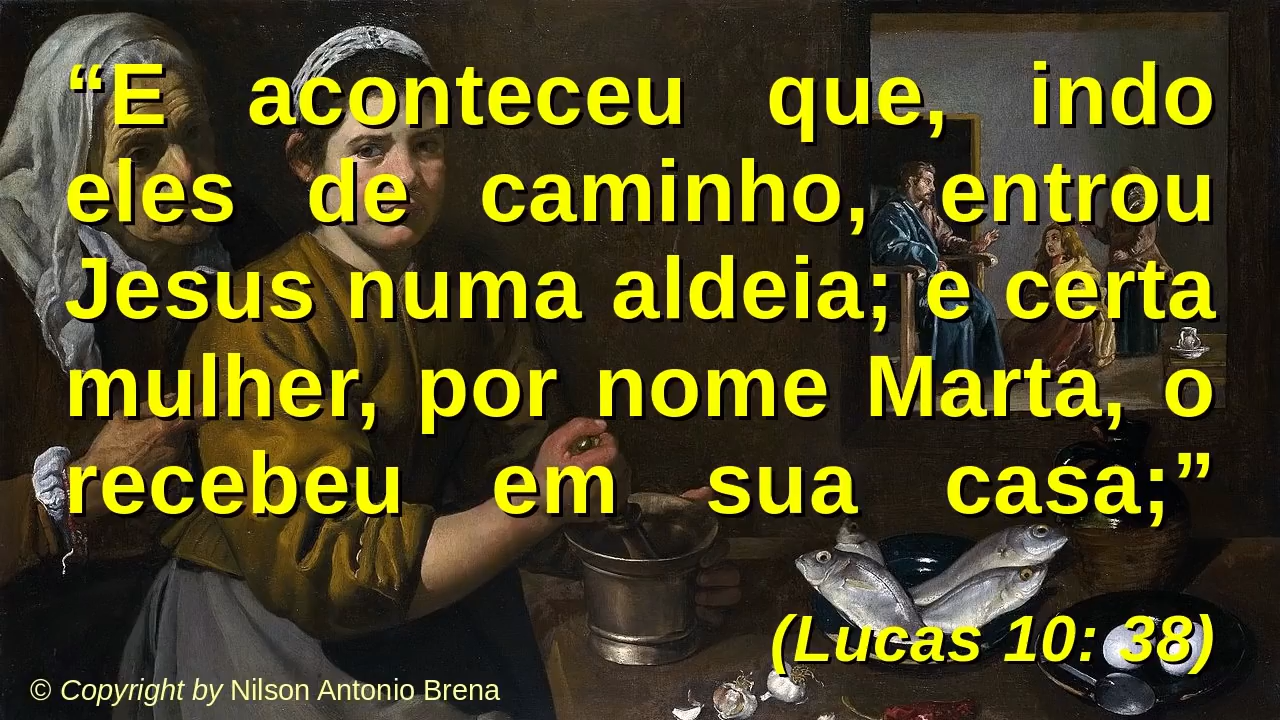 “E aconteceu que, indo
eles de caminho, entrou
Jesus numa aldeia; e certa
mulher, por nome Marta, o
recebeu em sua casa;”
(Lucas 10: 38)
© Copyright by Nilson Antonio Brena